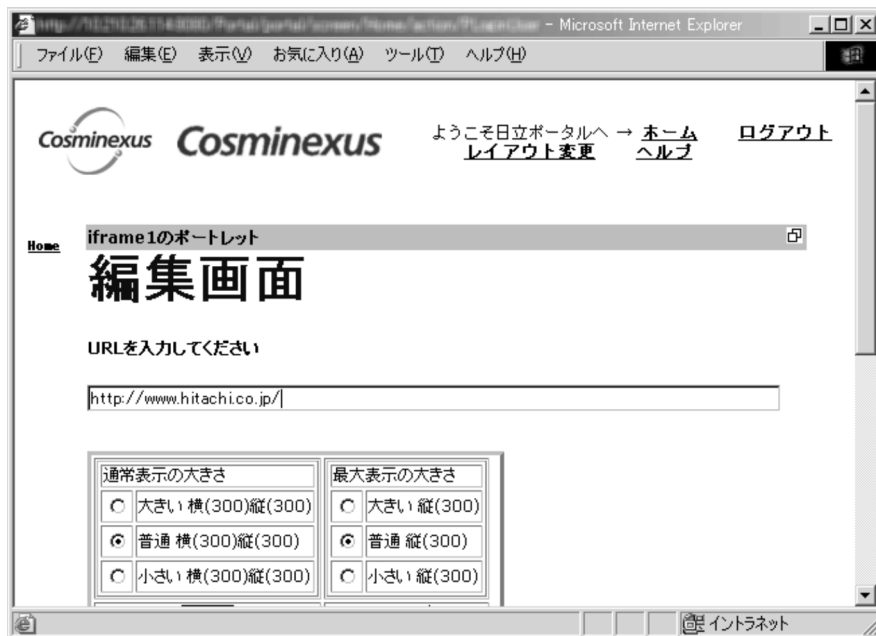 – Microsoft Internet Explorer
ファイル(F) 編集(E) 表示(V) お気に入り(A) ツール(T) ヘルプ(H)
Cosminexus Cosminexus ようこそ日立ポータルへ → ホーム ログアウト
レイアウト変更 ヘルプ
Home
iframe1のポートレット
編集画面
URLを入力してください
http://www.hitachi.co.jp/
通常表示の大きさ 最大表示の大きさ
大きい 横(300)縦(300) 大きい 縦(300)
普通 横(300)縦(300) 普通 縦(300)
小さい 横(300)縦(300) 小さい 縦(300)
イントラネット